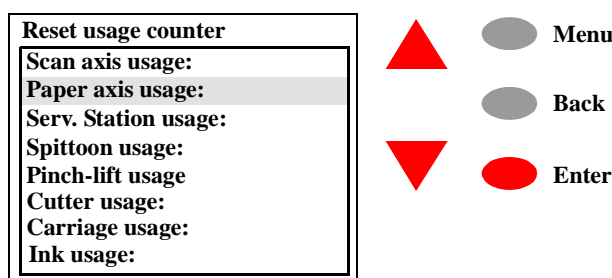 Reset usage counter
Scan axis usage:
Paper axis usage:
Serv. Station usage:
Spittoon usage:
Pinch-lift usage
Cutter usage:
Carriage usage:
Ink usage:
Menu
Back
Enter